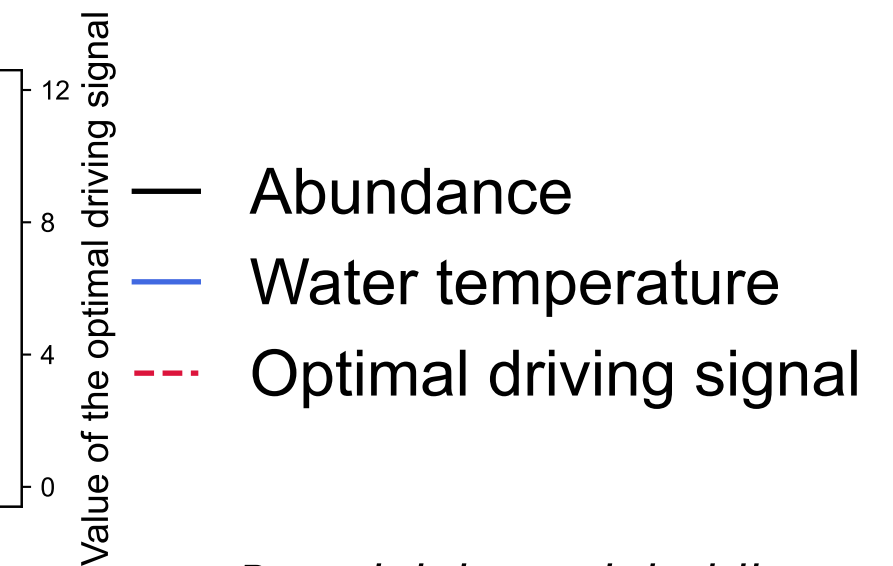 12
8
4
0
Value of the optimal driving signal
Abundance
Water temperature
Optimal driving signal